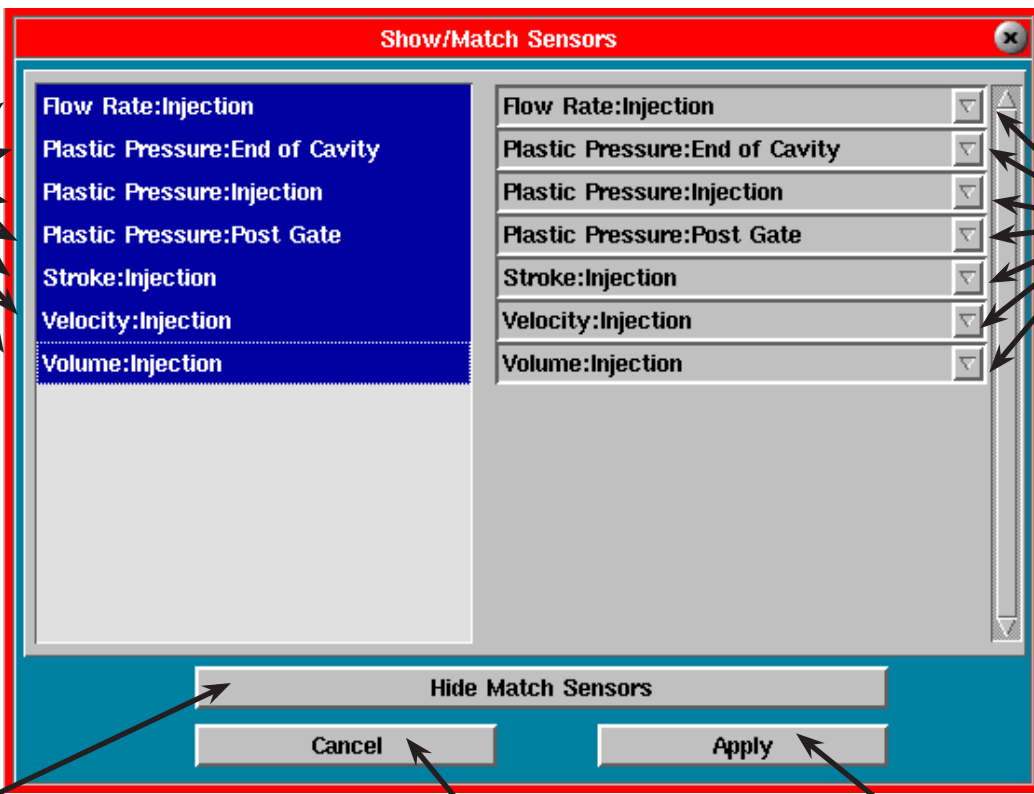 Show/Match Sensors
Flow Rate:Injection
Plastic Pressure:End of Cavity
Plastic Pressure:Injection
Plastic Pressure:Post Gate
Stroke:Injection
Velocity:Injection
Volume:Injection
Flow Rate:Injection
Plastic Pressure:End of Cavity
Plastic Pressure:Injection
Plastic Pressure:Post Gate
Stroke:Injection
Velocity:Injection
Volume:Injection
Hide Match Sensors
Cancel
Apply